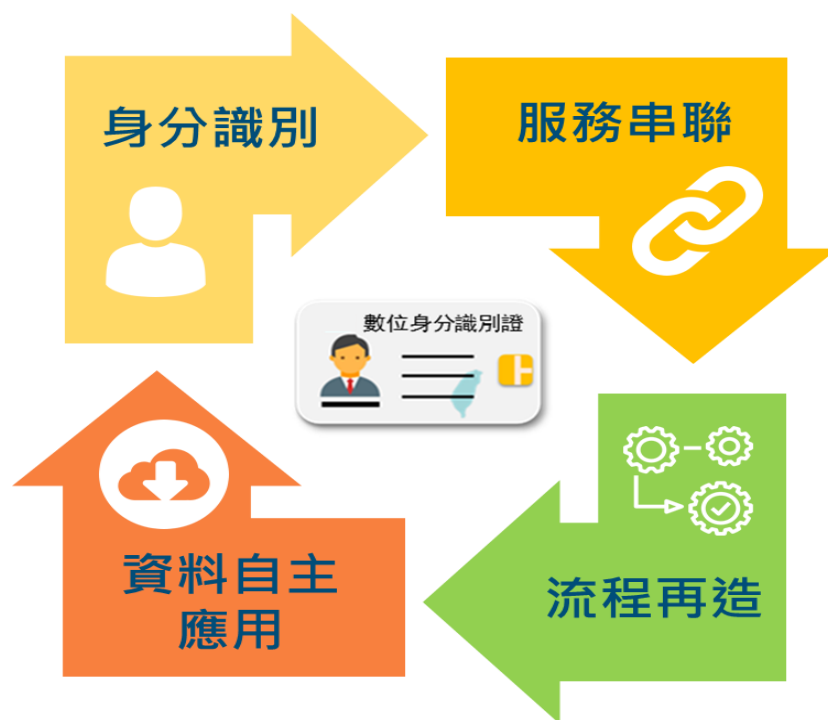 身分識別
服務串聯
數位身分識別證
資料自主
應用
流程再造